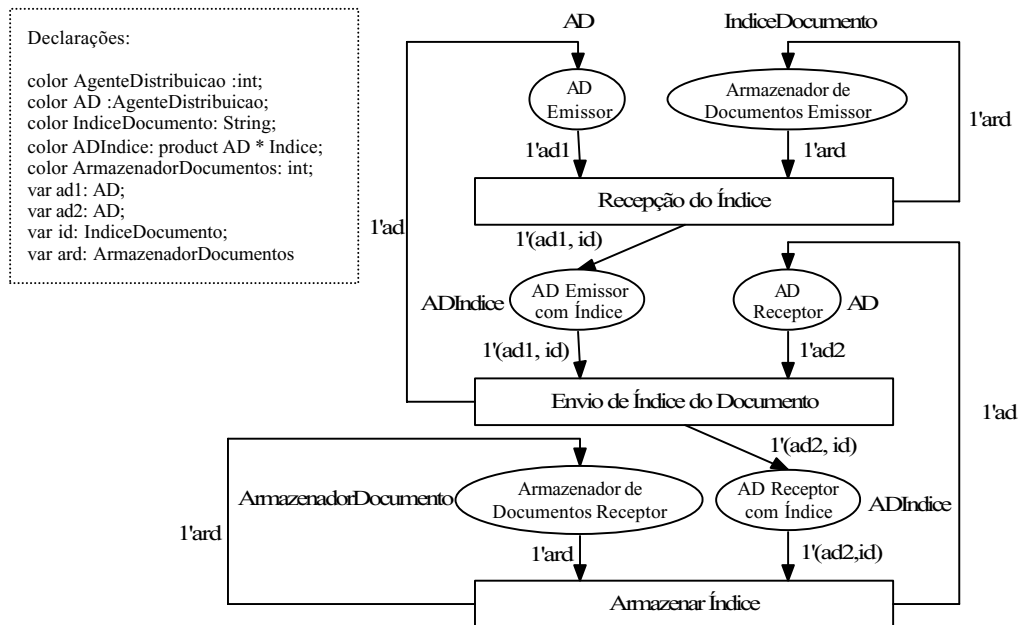 Declarações:
color AgenteDistribuicao :int;
color AD :AgenteDistribuicao;
color IndiceDocumento: String;
color ADIndice: product AD * Indice;
color ArmazenadorDocumentos: int;
var ad1: AD;
var ad2: AD;
var id: IndiceDocumento;
var ard: ArmazenadorDocumentos
AD
IndiceDocumento
AD
Emissor
Armazenador de
Documentos Emissor
1'ard
1'ad1
1'ard
Recepção do Índice
1'ad
1'(ad1, id)
ADIndice
AD Emissor
com Índice
AD
Receptor
AD
1'(ad1, id)
1'ad2
Envio de Índice do Documento
1'ad
1'(ad2, id)
ArmazenadorDocumento
Armazenador de
Documentos Receptor
AD Receptor
com Índice
ADIndice
1'ard
1'ard
1'(ad2,id)
Armazenar Índice